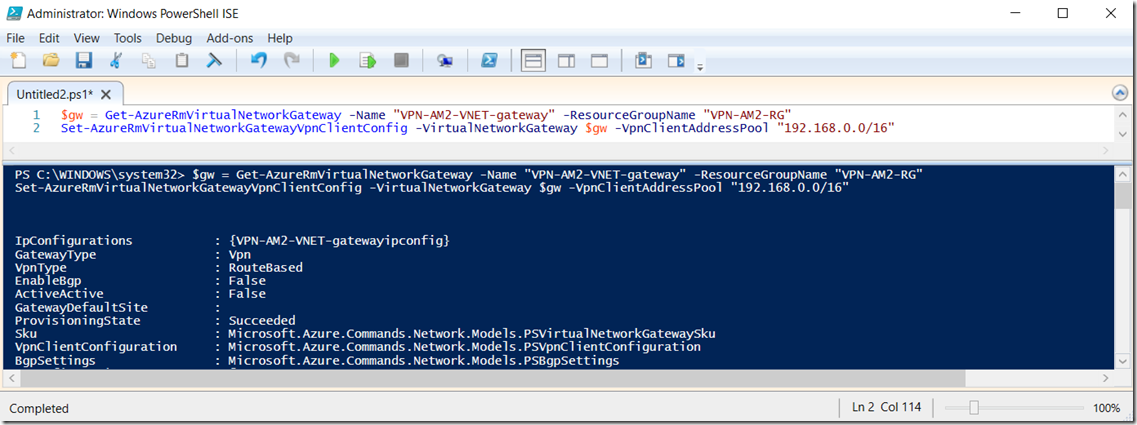 Administrator: Windows PowerShell ISE
File Edit View Tools Debug Add-ons Help
Untitled2.ps1*
1 $gw = Get-AzureRmVirtualNetworkGateway -Name "VPN-AM2-VNET-gateway" -ResourceGroupName "VPN-AM2-RG"
2 Set-AzureRmVirtualNetworkGatewayVpnClientConfig -VirtualNetworkGateway $gw -VpnClientAddressPool "192.168.0.0/16"
PS C:\WINDOWS\system32> $gw = Get-AzureRmVirtualNetworkGateway -Name "VPN-AM2-VNET-gateway" -ResourceGroupName "VPN-AM2-RG"
Set-AzureRmVirtualNetworkGatewayVpnClientConfig -VirtualNetworkGateway $gw -VpnClientAddressPool "192.168.0.0/16"
IpConfigurations : {VPN-AM2-VNET-gatewayipconfig}
GatewayType : Vpn
VpnType : RouteBased
EnableBgp : False
ActiveActive : False
GatewayDefaultSite :
ProvisioningState : Succeeded
Sku : Microsoft.Azure.Commands.Network.Models.PSVirtualNetworkGatewaySku
VpnClientConfiguration : Microsoft.Azure.Commands.Network.Models.PSVpnClientConfiguration
BgpSettings : Microsoft.Azure.Commands.Network.Models.PSBgpSettings
Completed Ln 2 Col 114 100%